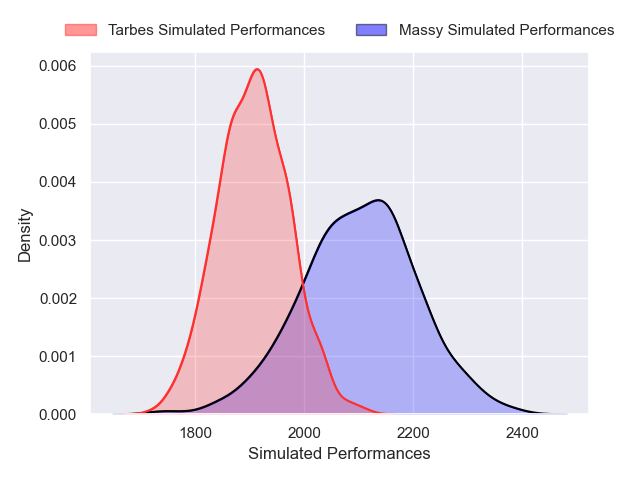 Tarbes Simulated Performances
Massy Simulated Performances
0.006
0.005
0.004
0.003
0.002
0.001
0.000
Density
1800
2000
2200
2400
Simulated Performances